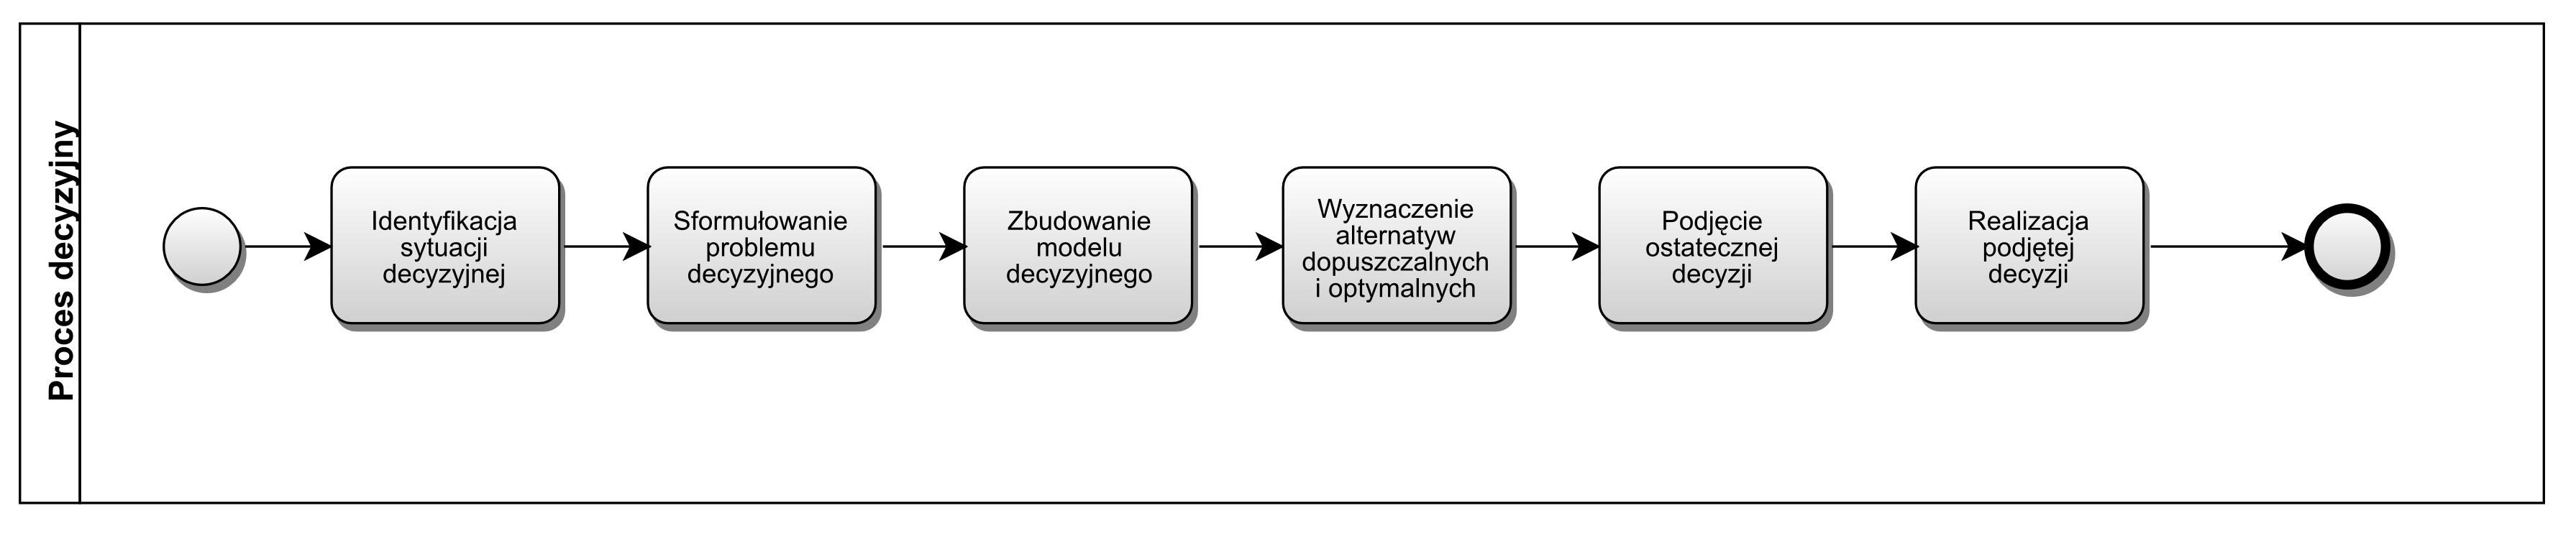 Proces decyzyjny
Identyfikacja
sytuacji
decyzyjnej
Sformułowanie
problemu
decyzyjnego
Zbudowanie
modelu
decyzyjnego
Wyznaczenie
alternatyw
dopuszczalnych
i optymalnych
Podjęcie
ostatecznej
decyzji
Realizacja
podjętej
decyzji